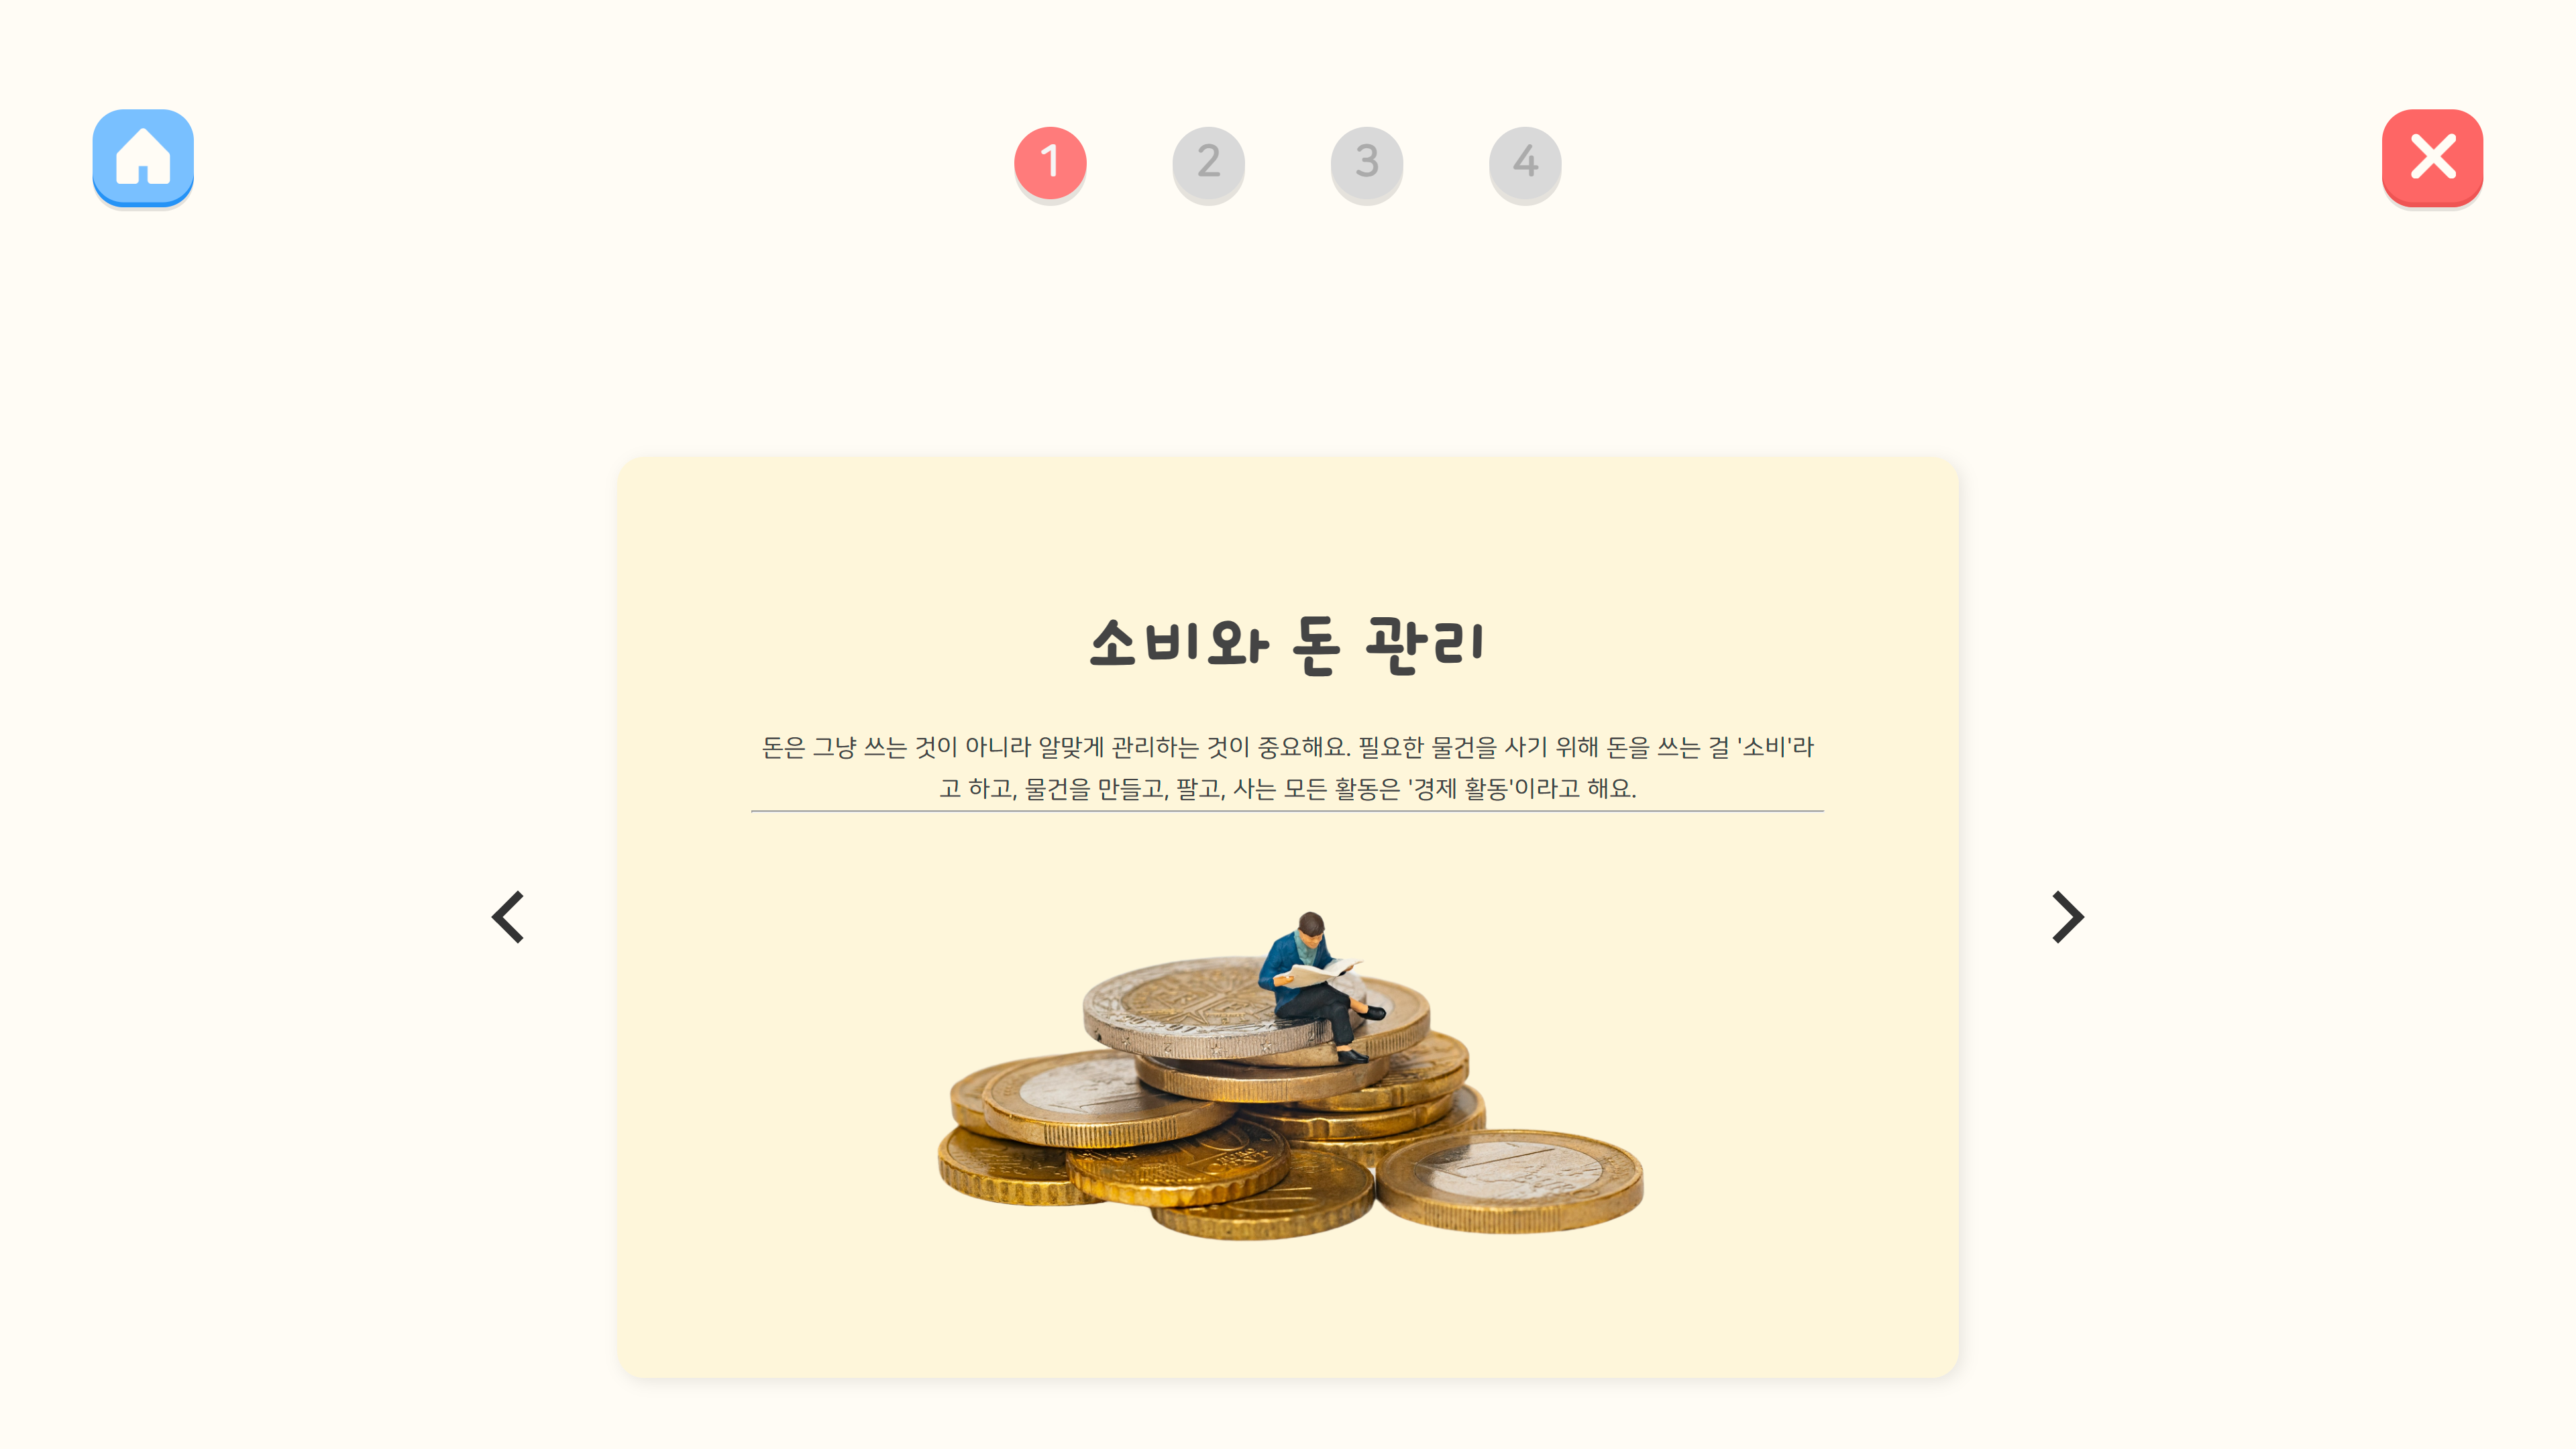 1 2 3 4
소비와 돈 관리
돈은 그냥 쓰는 것이 아니라 알맞게 관리하는 것이 중요해요. 필요한 물건을 사기 위해 돈을 쓰는 걸 '소비'라
고 하고, 물건을 만들고, 팔고, 사는 모든 활동은 '경제 활동'이라고 해요.